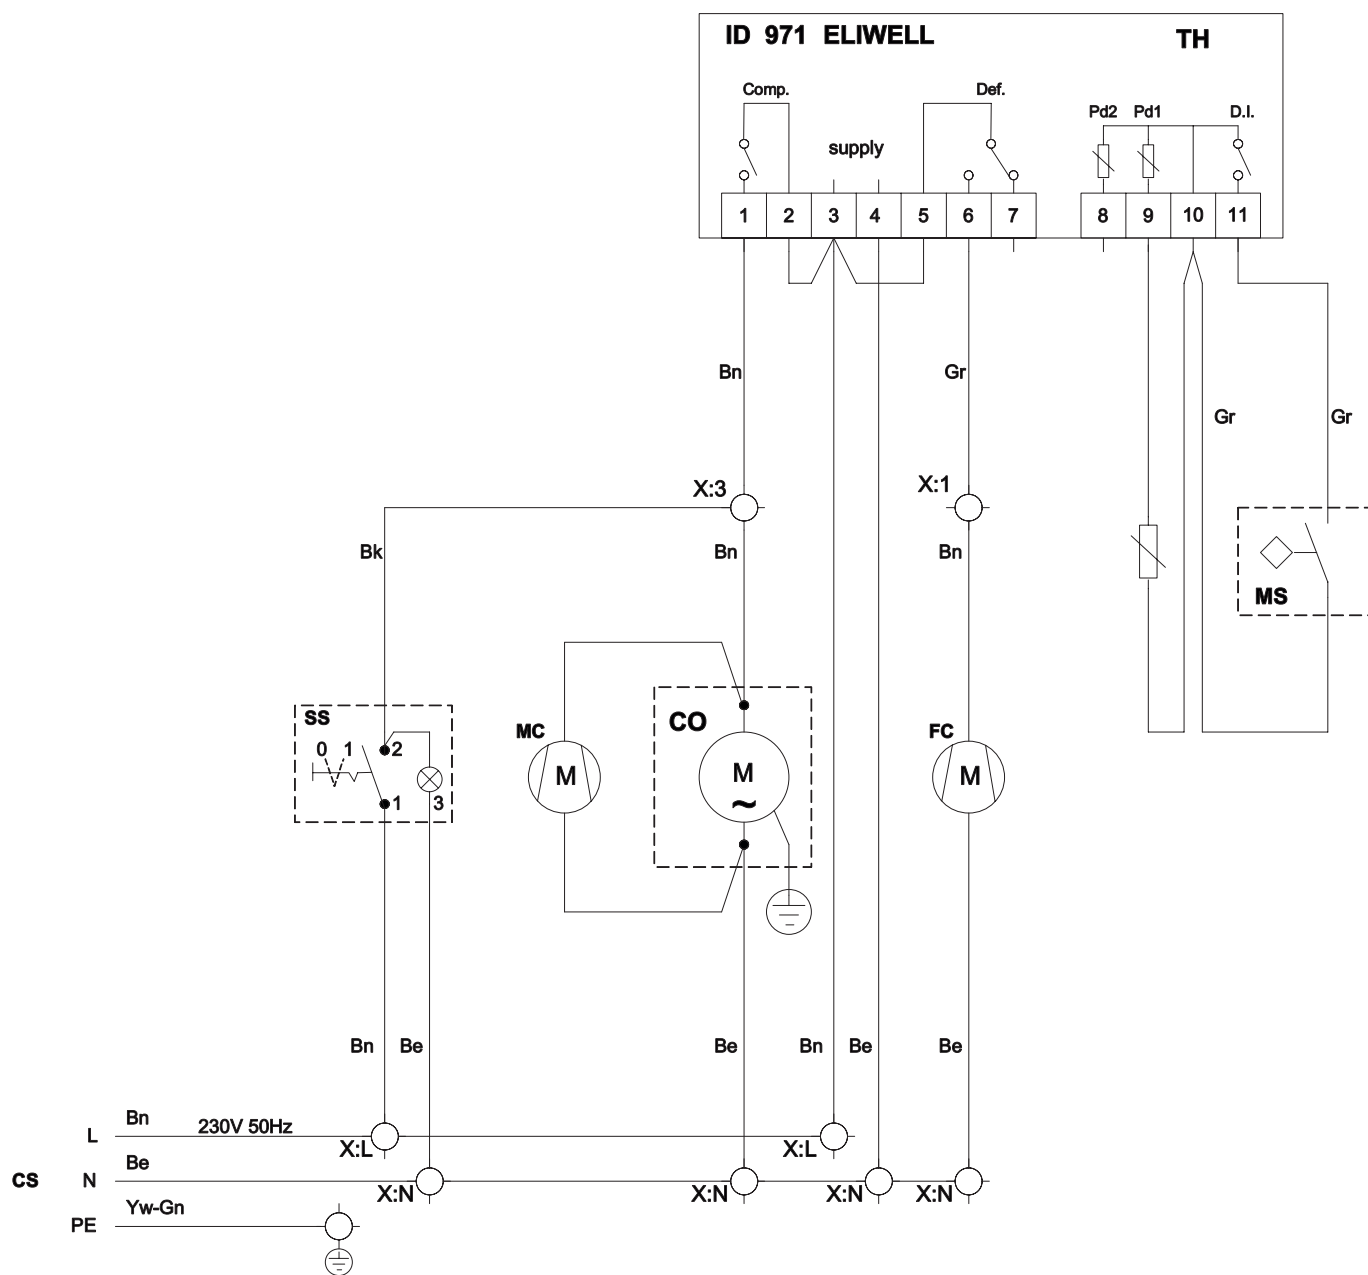 ID 971 ELIWELL TH
Comp. Def.
Pd2 Pd1 D.I.
supply
1 2 3 4 5 6 7 8 9 10 11
Bn Gr
Gr Gr
X:3 X:1
Bk Bn Bn
MS
SS
CO
MC FC
0 1 2
M M M
~
1 3
Bn Be Be Bn Be Be
Bn
230V 50Hz
L X:L X:L
Be
CS N X:N X:N X:N X:N
Yw-Gn
PE